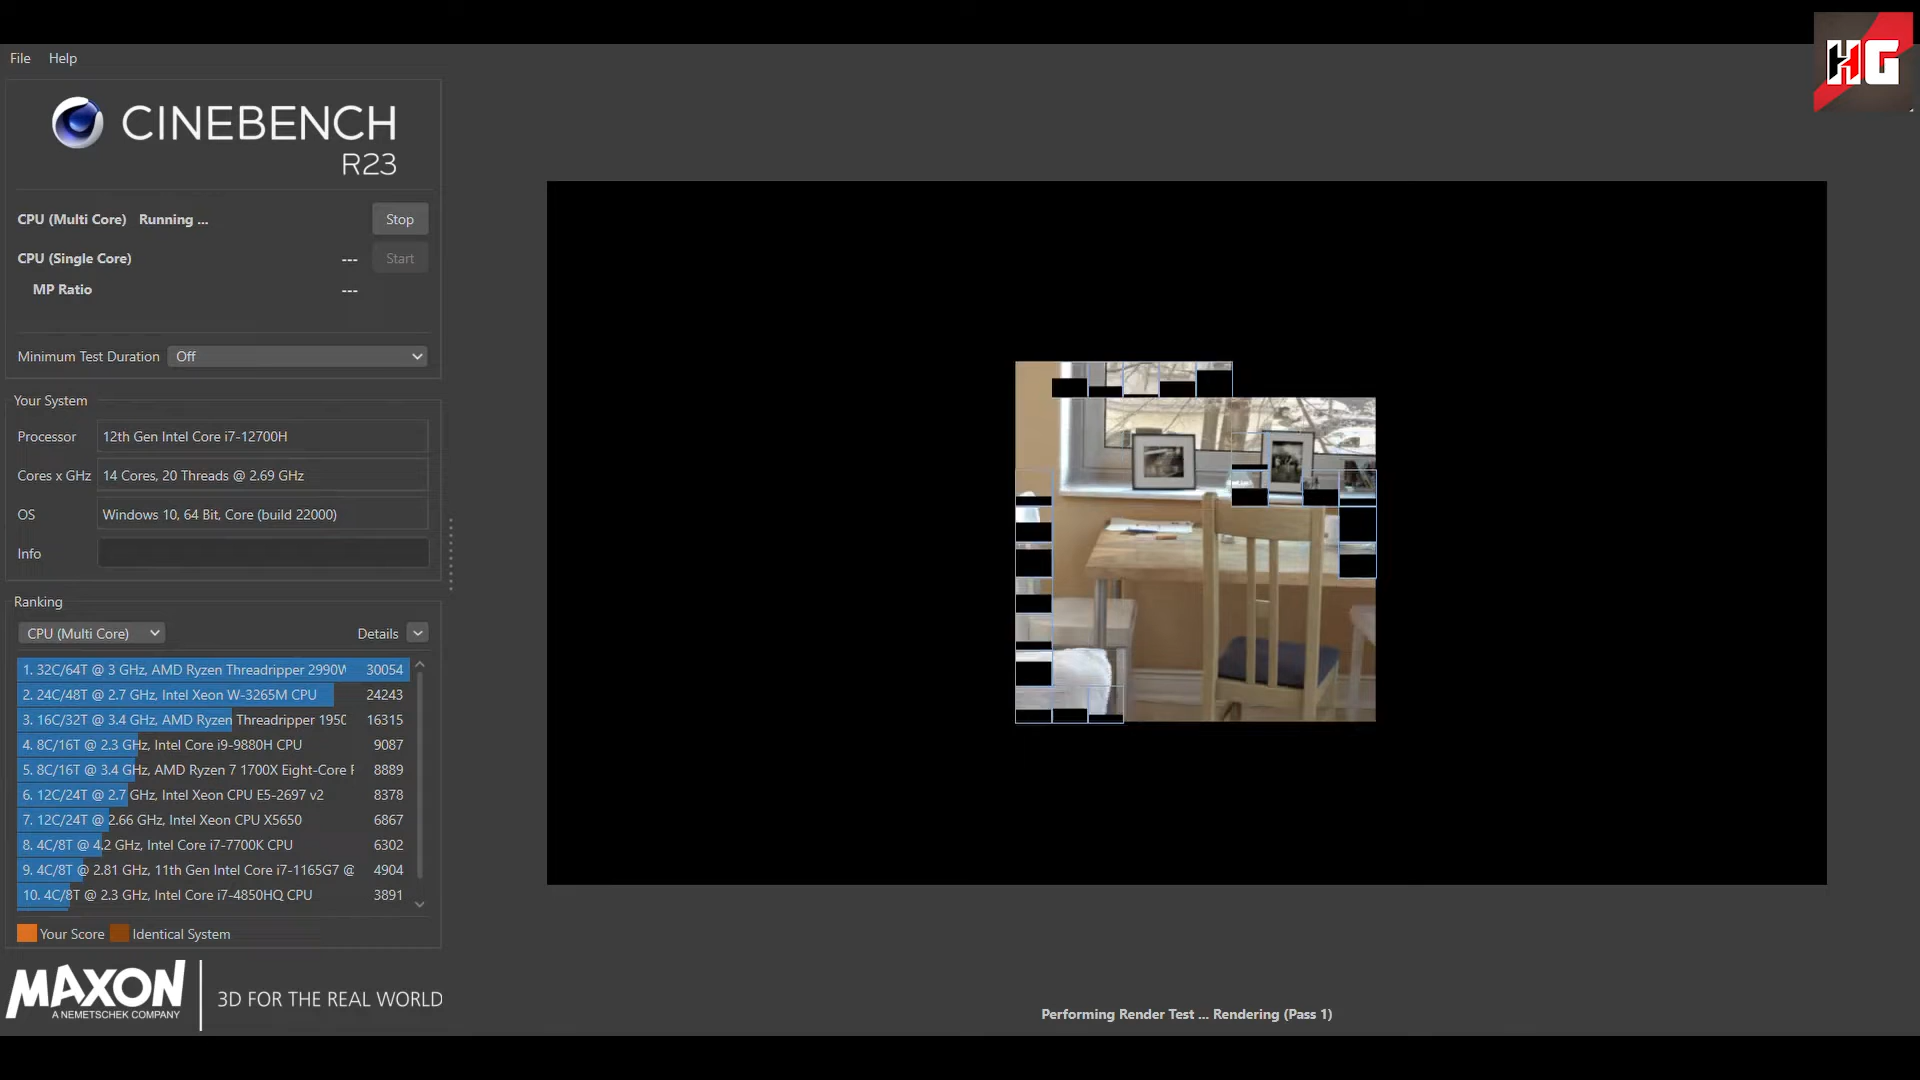 HG
File Help
CINEBENCH
R23
CPU (Multi Core) Running ... Stop
CPU (Single Core) --- Start
MP Ratio ---
Minimum Test Duration Off
Your System
Processor 12th Gen Intel Core i7-12700H
Cores x GHz 14 Cores, 20 Threads @ 2.69 GHz
OS Windows 10, 64 Bit, Core (build 22000)
Info
Ranking
CPU (Multi Core) Details
1. 32C/64T @ 3 GHz, AMD Ryzen Threadripper 2990W 30054
2. 24C/48T @ 2.7 GHz, Intel Xeon W-3265M CPU 24243
3. 16C/32T @ 3.4 GHz, AMD Ryzen Threadripper 195 16315
4. 8C/16T @ 2.3 GHz, Intel Core i9-9880H CPU 9087
5. 8C/16T @ 3.4 GHz, AMD Ryzen 7 1700X Eight-Core 8889
6. 12C/24T @ 2.7 GHz, Intel Xeon CPU E5-2697 v2 8378
7. 12C/24T @ 2.66 GHz, Intel Xeon CPU X5650 6867
8. 4C/8T @ 4.2 GHz, Intel Core i7-7700K CPU 6302
9. 4C/8T @ 2.81 GHz, 11th Gen Intel Core i7-1165G7 @ 4904
10. 4C/8T @ 2.3 GHz, Intel Core i7-4850HQ CPU 3891
Your Score Identical System
MAXON
A NEMETSCHEK COMPANY
3D FOR THE REAL WORLD
Performing Render Test ... Rendering (Pass 1)